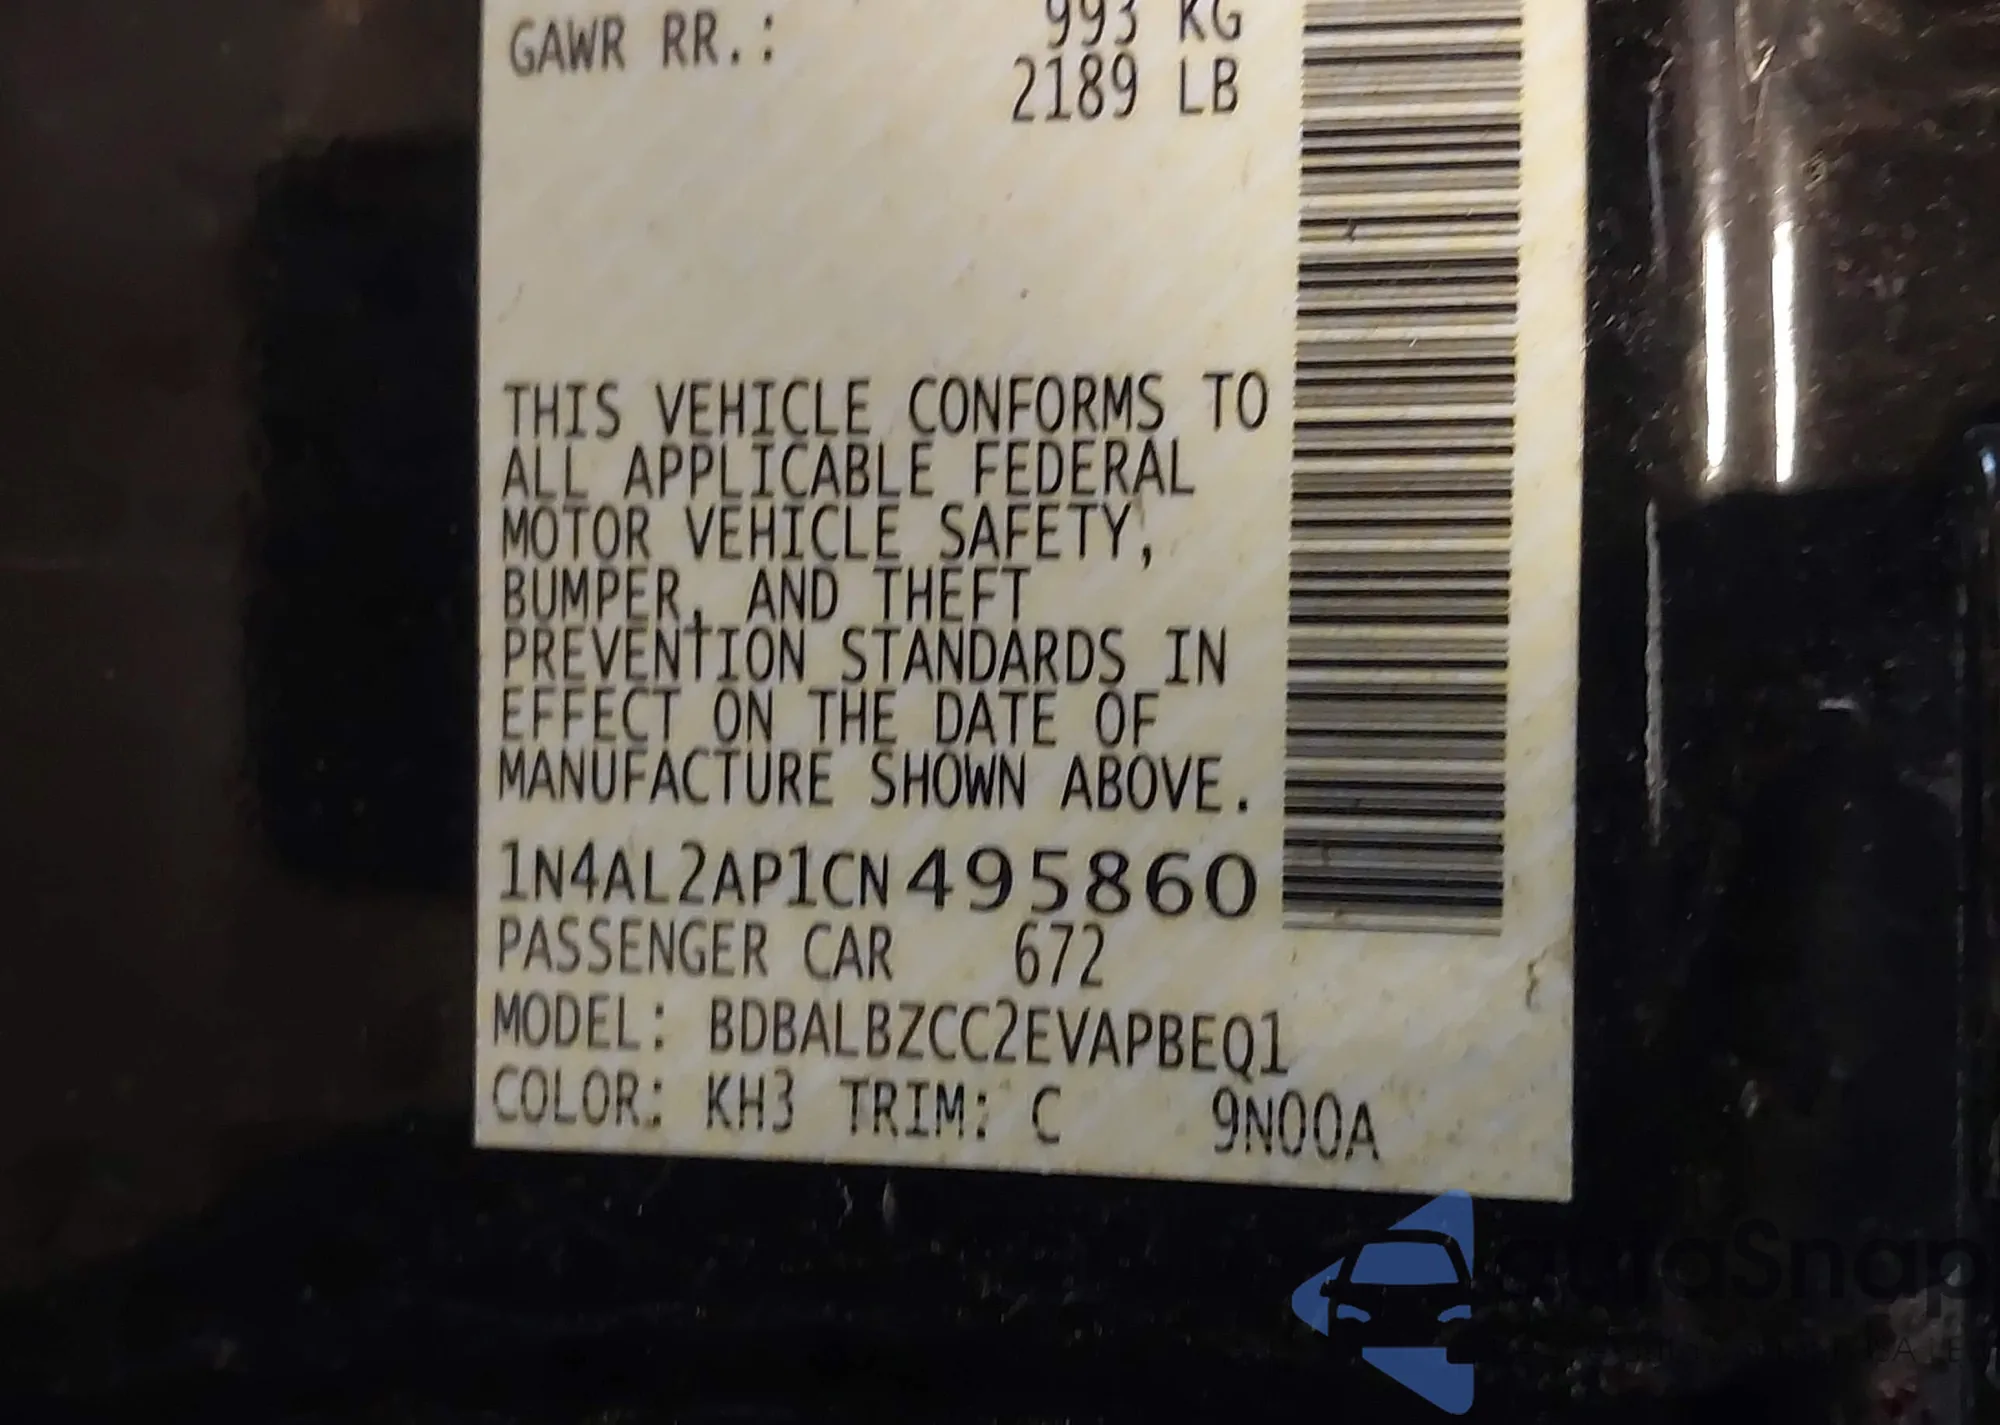 GAWR RR.: 993 KG
2189 LB
THIS VEHICLE CONFORMS TO
ALL APPLICABLE FEDERAL
MOTOR VEHICLE SAFETY,
BUMPER, AND THEFT
PREVENTION STANDARDS IN
EFFECT ON THE DATE OF
MANUFACTURE SHOWN ABOVE.
1N4AL2AP1CN495860
PASSENGER CAR 672
MODEL: BDBALBZCC2EVAPBEQ1
COLOR: KH3 TRIM: C 9N00A
AutaSnap